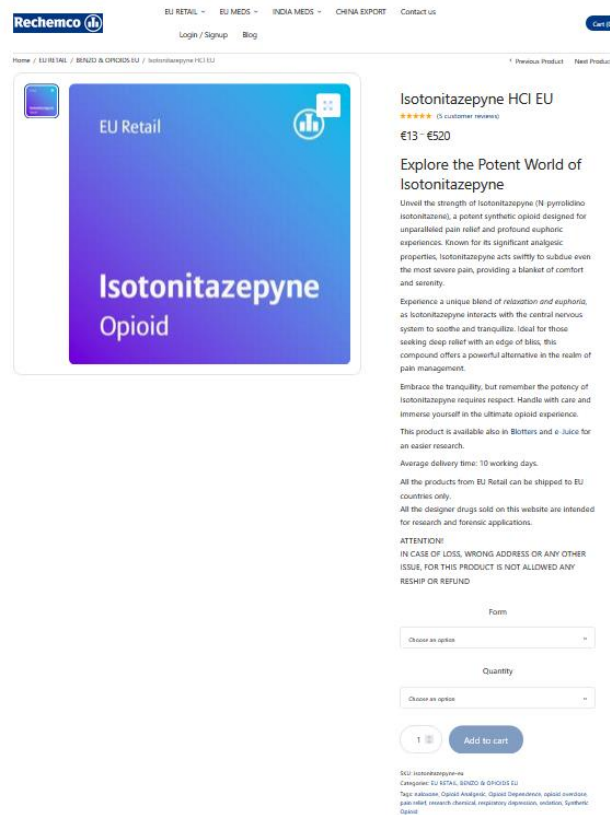 Rechemco
EU RETAIL EU MEDS INDIA MEDS CHINA EXPORT Contact us
Login / Signup Blog
Cart (0
Home / EU RETAIL / BENZO & OPIOIDS EU / Isotonitazepyne HCl EU
Previous Product Next Produc
EU Retail
Isotonitazepyne
Opioid
Isotonitazepyne HCl EU
★★★★★ (5 customer reviews)
€13 – €520
Explore the Potent World of
Isotonitazepyne
Unveil the strength of Isotonitazepyne (N-pyrrolidino
isotonitazene), a potent synthetic opioid designed for
unparalleled pain relief and profound euphoric
experiences. Known for its significant analgesic
properties, Isotonitazepyne acts swiftly to subdue even
the most severe pain, providing a blanket of comfort
and serenity.
Experience a unique blend of relaxation and euphoria,
as Isotonitazepyne interacts with the central nervous
system to soothe and tranquilize. Ideal for those
seeking deep relief with an edge of bliss, this
compound offers a powerful alternative in the realm of
pain management.
Embrace the tranquility, but remember the potency of
Isotonitazepyne requires respect. Handle with care and
immerse yourself in the ultimate opioid experience.
This product is available also in Blotters and e-Juice for
an easier research.
Average delivery time: 10 working days.
All the products from EU Retail can be shipped to EU
countries only.
All the designer drugs sold on this website are intended
for research and forensic applications.
ATTENTION!
IN CASE OF LOSS, WRONG ADDRESS OR ANY OTHER
ISSUE, FOR THIS PRODUCT IS NOT ALLOWED ANY
RESHIP OR REFUND
Form
Choose an option
Quantity
Choose an option
1
Add to cart
SKU: isotonitazepyne-eu
Categories: EU RETAIL, BENZO & OPIOIDS EU
Tags: naloxone, Opioid Analgesic, Opioid Dependence, opioid overdose,
pain relief, research chemical, respiratory depression, sedation, Synthetic
Opioid